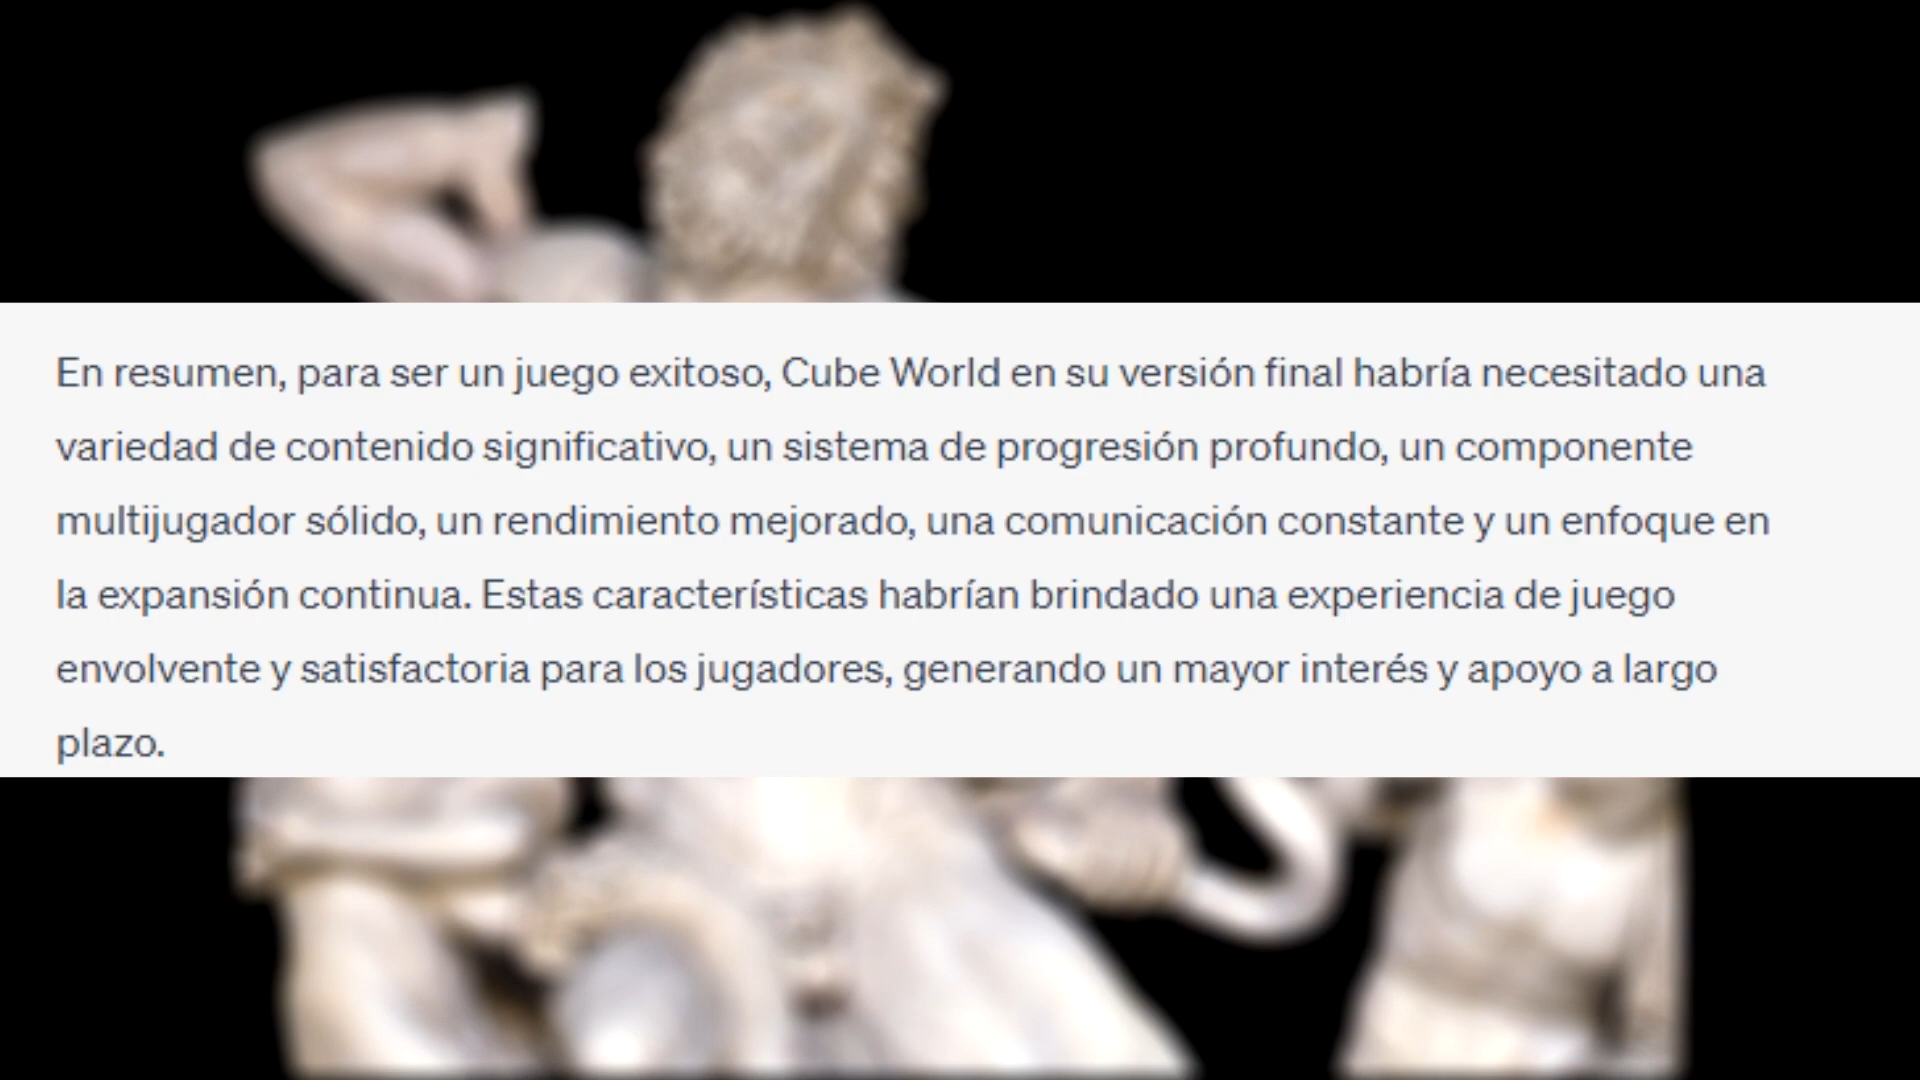 En resumen, para ser un juego exitoso, Cube World en su versión final habría necesitado una
variedad de contenido significativo, un sistema de progresión profundo, un componente
multijugador sólido, un rendimiento mejorado, una comunicación constante y un enfoque en
la expansión continua. Estas características habrían brindado una experiencia de juego
envolvente y satisfactoria para los jugadores, generando un mayor interés y apoyo a largo
plazo.